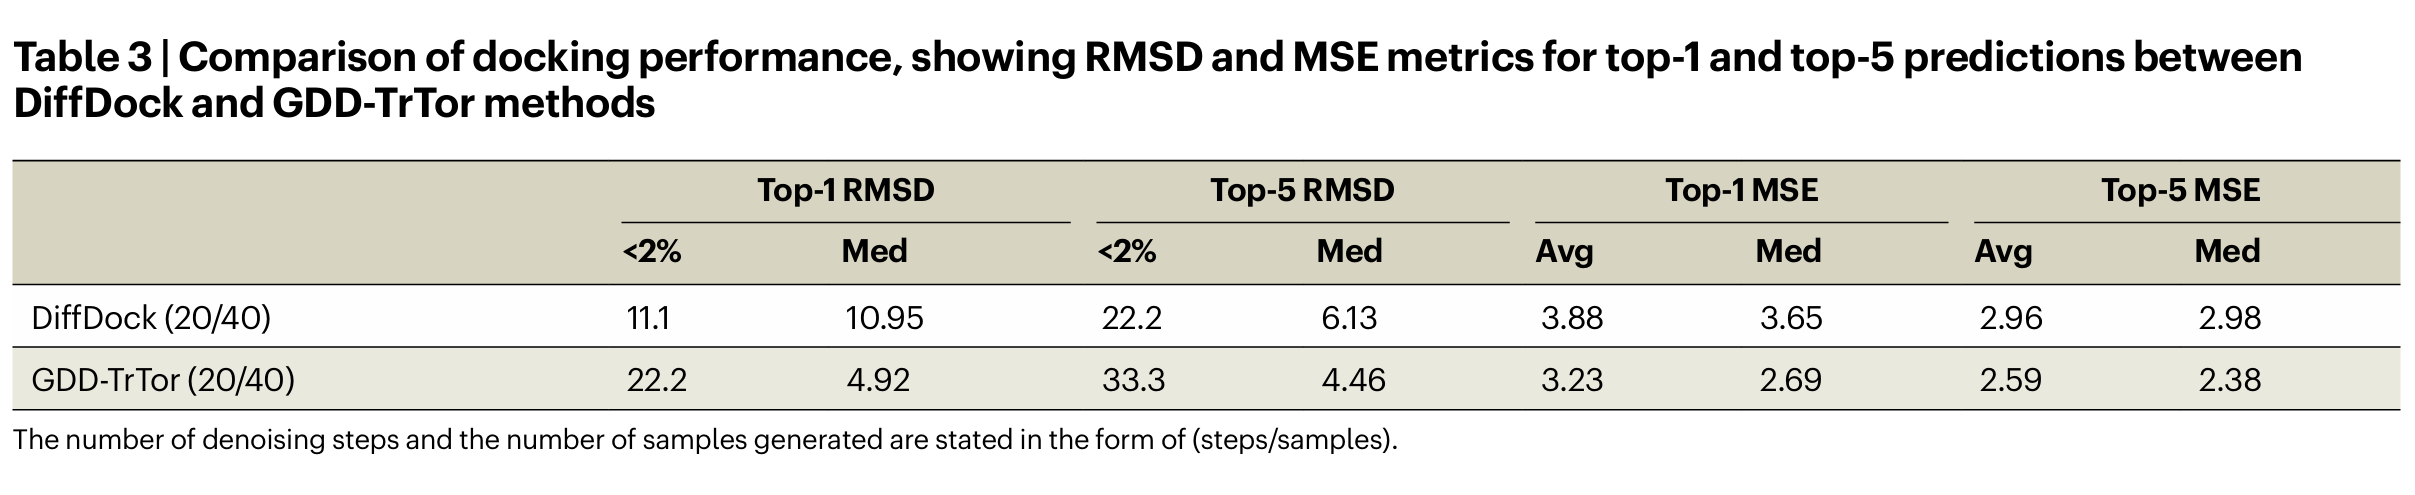 Table 3 | Comparison of docking performance, showing RMSD and MSE metrics for top-1 and top-5 predictions between
DiffDock and GDD-TrTor methods
Top-1 RMSD Top-5 RMSD Top-1 MSE Top-5 MSE
<2% Med <2% Med Avg Med Avg Med
DiffDock (20/40) 11.1 10.95 22.2 6.13 3.88 3.65 2.96 2.98
GDD-TrTor (20/40) 22.2 4.92 33.3 4.46 3.23 2.69 2.59 2.38
The number of denoising steps and the number of samples generated are stated in the form of (steps/samples).